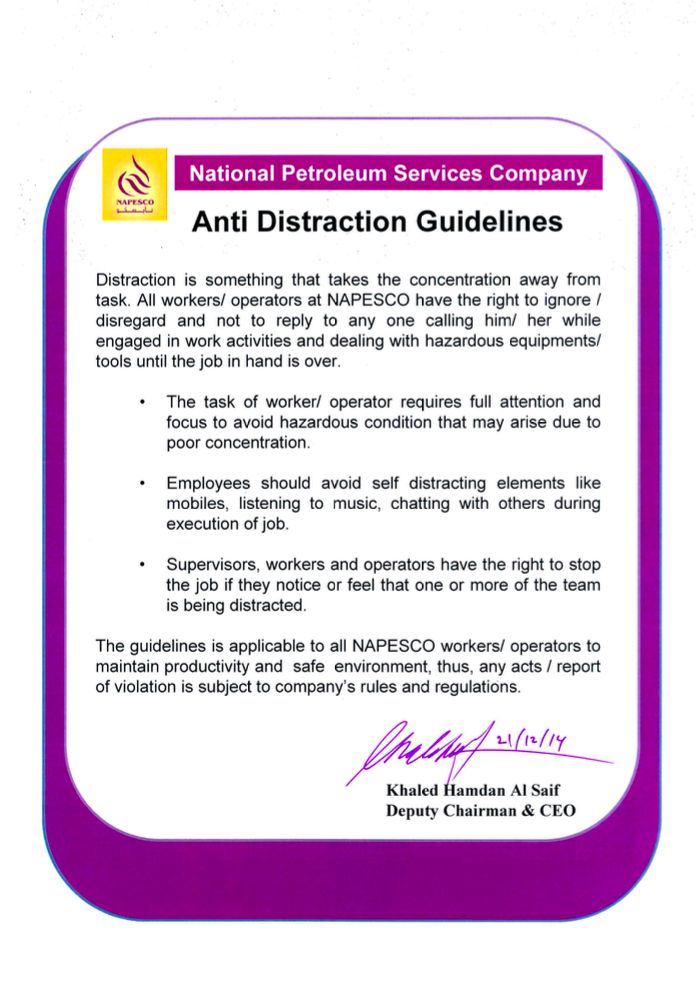 NAPESCO
نابيسكو
National Petroleum Services Company
Anti Distraction Guidelines
Distraction is something that takes the concentration away from
task. All workers/ operators at NAPESCO have the right to ignore /
disregard and not to reply to any one calling him/ her while
engaged in work activities and dealing with hazardous equipments/
tools until the job in hand is over.
• The task of worker/ operator requires full attention and
focus to avoid hazardous condition that may arise due to
poor concentration.
• Employees should avoid self distracting elements like
mobiles, listening to music, chatting with others during
execution of job.
• Supervisors, workers and operators have the right to stop
the job if they notice or feel that one or more of the team
is being distracted.
The guidelines is applicable to all NAPESCO workers/ operators to
maintain productivity and safe environment, thus, any acts / report
of violation is subject to company's rules and regulations.
21/12/14
Khaled Hamdan Al Saif
Deputy Chairman & CEO